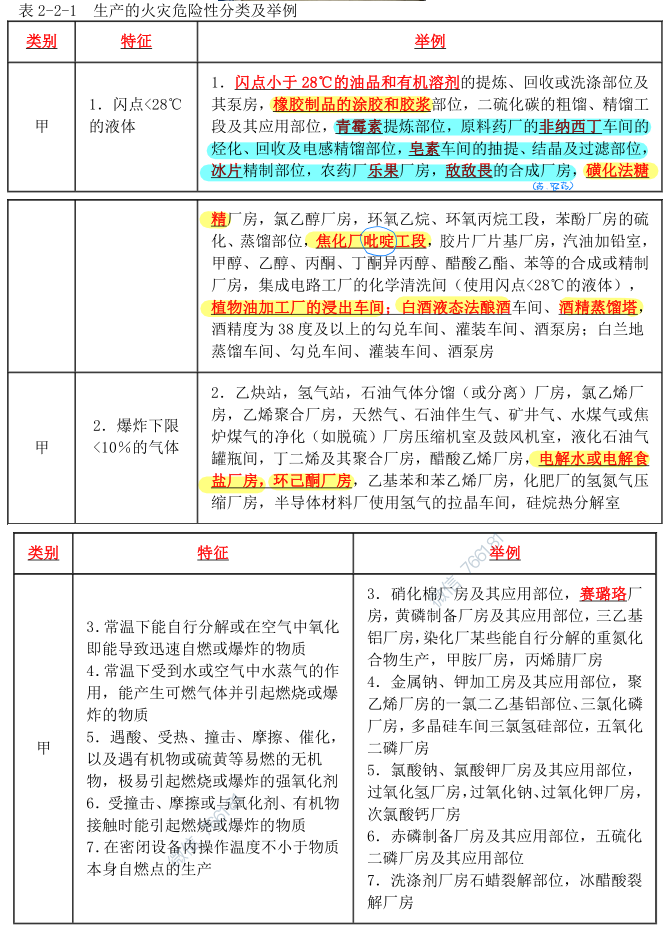 表 2-2-1 生产的火灾危险性分类及举例
类别 特征 举例
甲
1．闪点<28℃
的液体
1．闪点小于 28℃的油品和有机溶剂的提炼、回收或洗涤部位及
其泵房，橡胶制品的涂胶和胶浆部位，二硫化碳的粗馏、精馏工
段及其应用部位，青霉素提炼部位，原料药厂的非纳西丁车间的
烃化、回收及电感精馏部位，皂素车间的抽提、结晶及过滤部位，
冰片精制部位，农药厂乐果厂房，敌敌畏的合成厂房，磺化法糖
精厂房，氯乙醇厂房，环氧乙烷、环氧丙烷工段，苯酚厂房的硫
化、蒸馏部位，焦化厂吡啶工段，胶片厂片基厂房，汽油加铅室，
甲醇、乙醇、丙酮、丁酮异丙醇、醋酸乙酯、苯等的合成或精制
厂房，集成电路工厂的化学清洗间（使用闪点<28℃的液体），
植物油加工厂的浸出车间；白酒液态法酿酒车间、酒精蒸馏塔，
酒精度为 38 度及以上的勾兑车间、灌装车间、酒泵房；白兰地
蒸馏车间、勾兑车间、灌装车间、酒泵房
甲
2．爆炸下限
<10%的气体
2．乙炔站，氢气站，石油气体分馏（或分离）厂房，氯乙烯厂
房，乙烯聚合厂房，天然气、石油伴生气、矿井气、水煤气或焦
炉煤气的净化（如脱硫）厂房压缩机室及鼓风机室，液化石油气
罐瓶间，丁二烯及其聚合厂房，醋酸乙烯厂房，电解水或电解食
盐厂房，环己酮厂房，乙基苯和苯乙烯厂房，化肥厂的氢氮气压
缩厂房，半导体材料厂使用氢气的拉晶车间，硅烷热分解室
类别 特征 举例
甲
3.常温下能自行分解或在空气中氧化
即能导致迅速自燃或爆炸的物质
4.常温下受到水或空气中水蒸气的作
用，能产生可燃气体并引起燃烧或爆
炸的物质
5．遇酸、受热、撞击、摩擦、催化，
以及遇有机物或硫黄等易燃的无机
物，极易引起燃烧或爆炸的强氧化剂
6．受撞击、摩擦或与氧化剂、有机物
接触时能引起燃烧或爆炸的物质
7.在密闭设备内操作温度不小于物质
本身自燃点的生产
3．硝化棉厂房及其应用部位，赛璐珞厂
房，黄磷制备厂房及其应用部位，三乙基
铝厂房，染化厂某些能自行分解的重氮化
合物生产，甲胺厂房，丙烯腈厂房
4．金属钠、钾加工房及其应用部位，聚
乙烯厂房的一氯二乙基铝部位、三氯化磷
厂房，多晶硅车间三氯氢硅部位，五氧化
二磷厂房
5．氯酸钠、氯酸钾厂房及其应用部位，
过氧化氢厂房，过氧化钠、过氧化钾厂房，
次氯酸钙厂房
6．赤磷制备厂房及其应用部位，五硫化
二磷厂房及其应用部位
7．洗涤剂厂房石蜡裂解部位，冰醋酸裂
解厂房
微信 766181